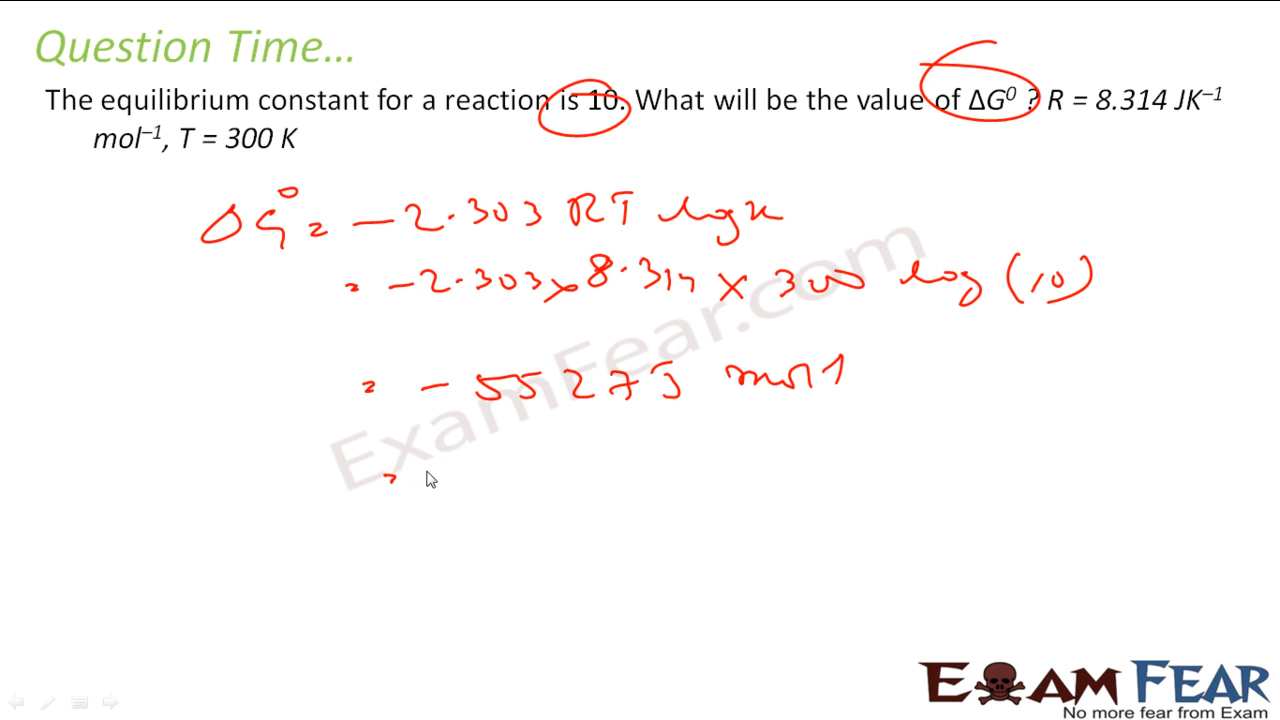 Question Time...
The equilibrium constant for a reaction is 10. What will be the value of ΔG⁰ ? R = 8.314 JK⁻¹
mol⁻¹, T = 300 K
ΔG⁰ = −2.303 RT log K
= −2.303 × 8.314 × 300 log (10)
= − 5527 J mol⁻¹
=
ExamFear.com
EXAM FEAR
No more fear from Exam